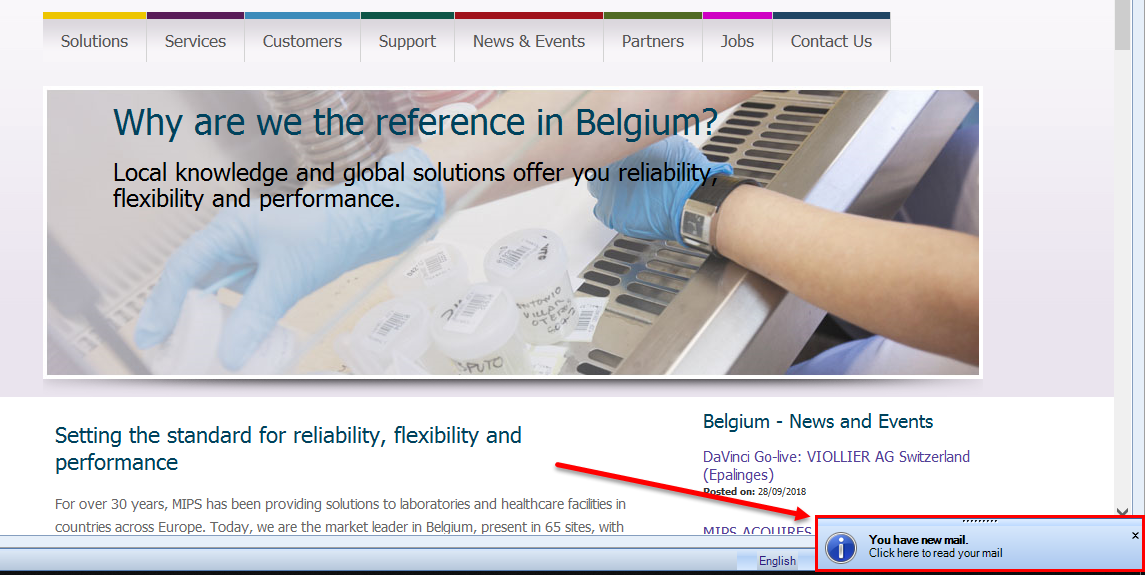 Solutions
Services
Customers
Support
News & Events
Partners
Jobs
Contact Us
Why are we the reference in Belgium?
Local knowledge and global solutions offer you reliability,
flexibility and performance.
ANTONIO
VILLAR
OTERO
PUTO
Setting the standard for reliability, flexibility and
performance
For over 30 years, MIPS has been providing solutions to laboratories and healthcare facilities in
countries across Europe. Today, we are the market leader in Belgium, present in 65 sites, with
Belgium - News and Events
DaVinci Go-live: VIOLLIER AG Switzerland
(Epalinges)
Posted on: 28/09/2018
MIPS ACQUIRES
You have new mail.
Click here to read your mail
English